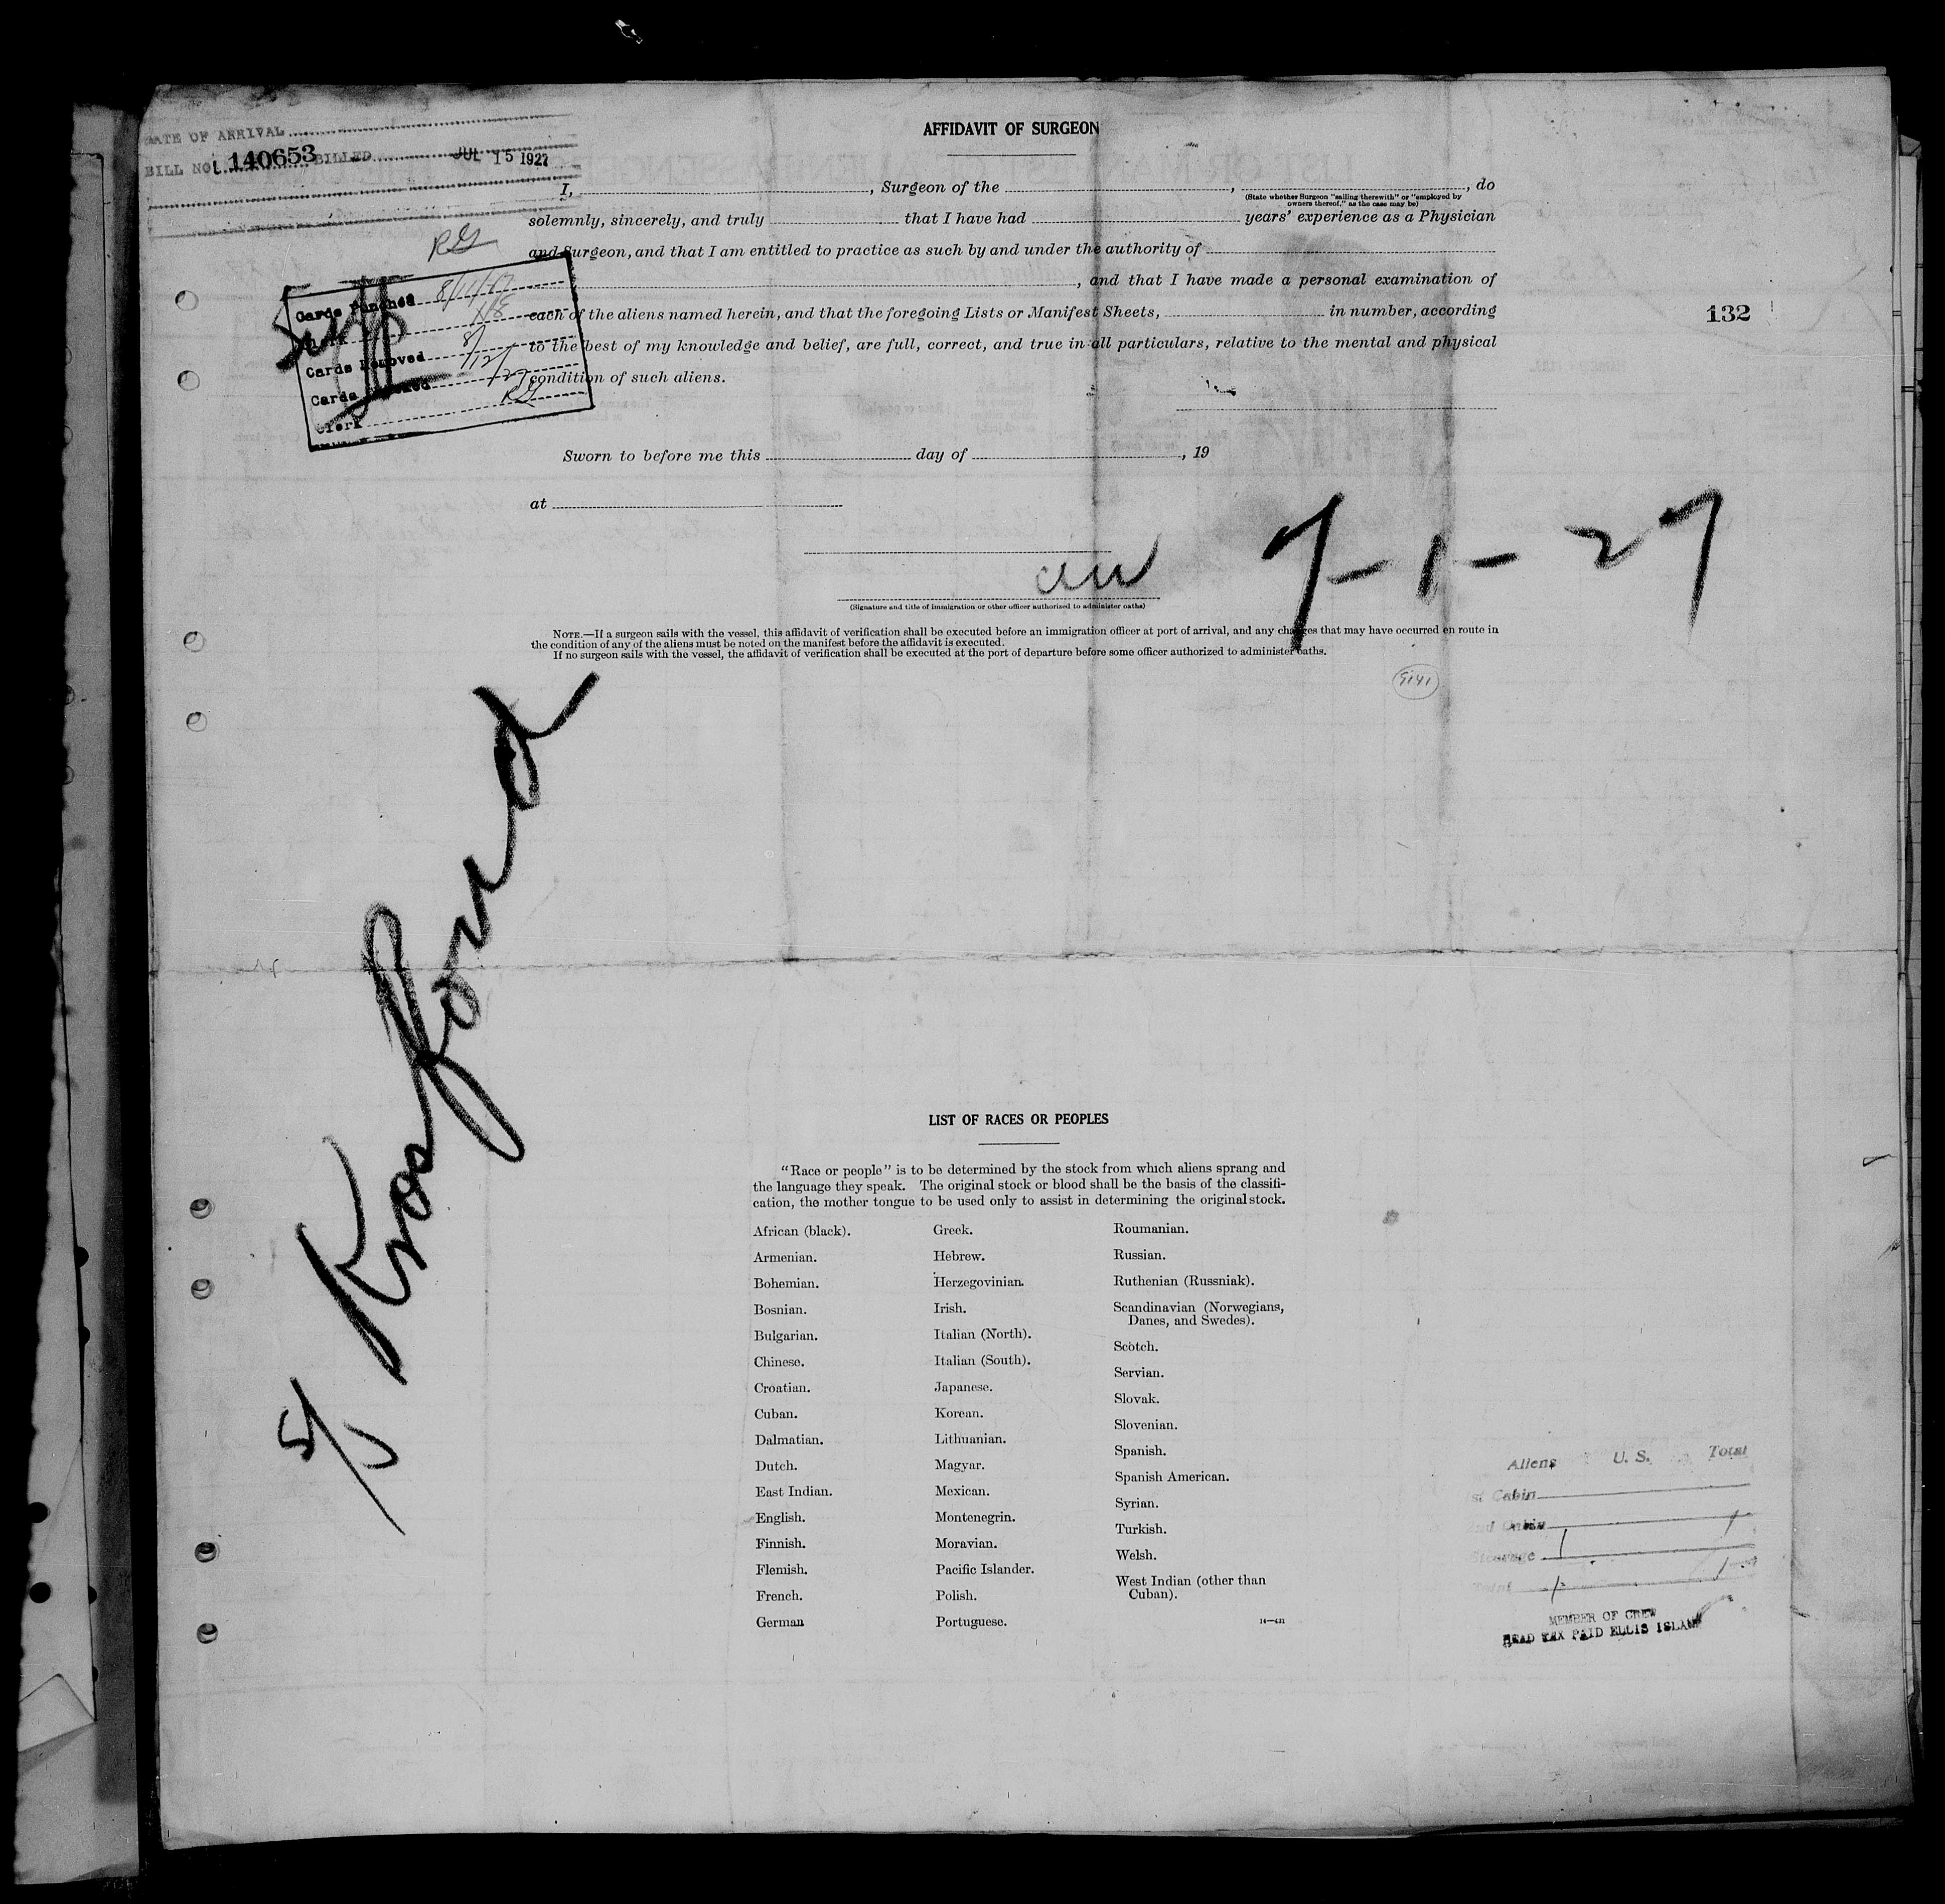 DATE OF ARRIVAL
BILL NO. L 140653 BILLED JUL 15 1927
AFFIDAVIT OF SURGEON
I, , Surgeon of the , , do
(State whether Surgeon "sailing therewith" or "employed by
owners thereof," as the case may be)
solemnly, sincerely, and truly that I have had years' experience as a Physician
and Surgeon, and that I am entitled to practice as such by and under the authority of
, and that I have made a personal examination of
each of the aliens named herein, and that the foregoing Lists or Manifest Sheets, in number, according
to the best of my knowledge and belief, are full, correct, and true in all particulars, relative to the mental and physical
condition of such aliens.
RG
Cards Punched 8/11/27
Cards Removed 8/12/27
Cards
Clerk RG
132
Sworn to before me this day of , 19
at
7-1-27
(Signature and title of immigration or other officer authorized to administer oaths)
NOTE.—If a surgeon sails with the vessel, this affidavit of verification shall be executed before an immigration officer at port of arrival, and any changes that may have occurred en route in
the condition of any of the aliens must be noted on the manifest before the affidavit is executed.
If no surgeon sails with the vessel, the affidavit of verification shall be executed at the port of departure before some officer authorized to administer oaths.
9141
S/S Krosfond
LIST OF RACES OR PEOPLES
"Race or people" is to be determined by the stock from which aliens sprang and
the language they speak. The original stock or blood shall be the basis of the classifi-
cation, the mother tongue to be used only to assist in determining the original stock.
African (black).
Armenian.
Bohemian.
Bosnian.
Bulgarian.
Chinese.
Croatian.
Cuban.
Dalmatian.
Dutch.
East Indian.
English.
Finnish.
Flemish.
French.
German
Greek.
Hebrew.
Herzegovinian.
Irish.
Italian (North).
Italian (South).
Japanese.
Korean.
Lithuanian.
Magyar.
Mexican.
Montenegrin.
Moravian.
Pacific Islander.
Polish.
Portuguese.
Roumanian.
Russian.
Ruthenian (Russniak).
Scandinavian (Norwegians,
Danes, and Swedes).
Scotch.
Servian.
Slovak.
Slovenian.
Spanish.
Spanish American.
Syrian.
Turkish.
Welsh.
West Indian (other than
Cuban).
14—431
Aliens U. S. Total
st Cabin
nd Cabin 1
Steerage 1
Total 1 1
MEMBER OF CREW
HEAD TAX PAID ELLIS ISLAND